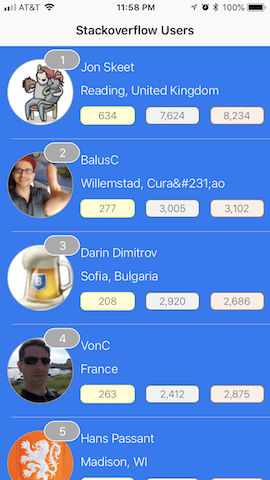 AT&T 11:58 PM 100%
Stackoverflow Users
1
Jon Skeet
Reading, United Kingdom
634 7,624 8,234
2
BalusC
Willemstad, Cura&#231;ao
277 3,005 3,102
3
Darin Dimitrov
Sofia, Bulgaria
B
208 2,920 2,686
4
VonC
France
263 2,412 2,875
5
Hans Passant
Madison, WI